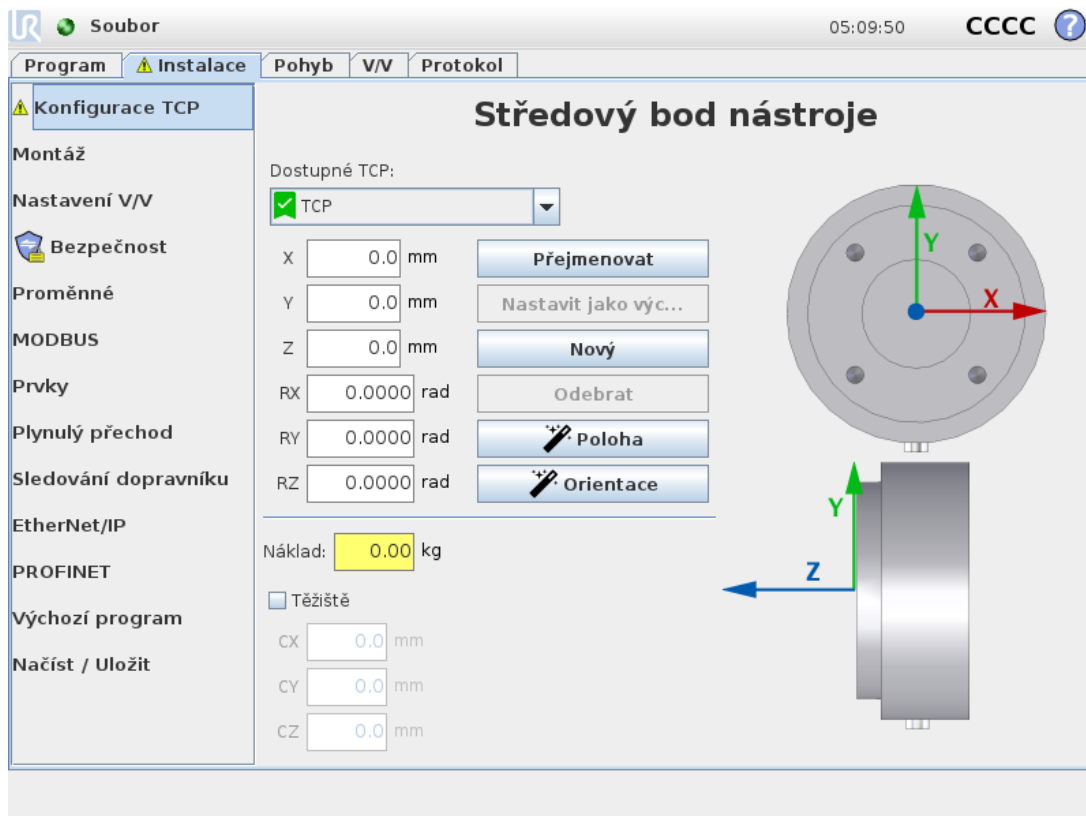 UR Soubor 05:09:50 CCCC ?
Program Instalace Pohyb V/V Protokol
Konfigurace TCP
Montáž
Nastavení V/V
Bezpečnost
Proměnné
MODBUS
Prvky
Plynulý přechod
Sledování dopravníku
EtherNet/IP
PROFINET
Výchozí program
Načíst / Uložit
Středový bod nástroje
Dostupné TCP:
TCP
X 0.0 mm Přejmenovat
Y 0.0 mm Nastavit jako výc...
Z 0.0 mm Nový
RX 0.0000 rad Odebrat
RY 0.0000 rad Poloha
RZ 0.0000 rad Orientace
Náklad: 0.00 kg
Těžiště
CX 0.0 mm
CY 0.0 mm
CZ 0.0 mm
Y
X
Y
Z